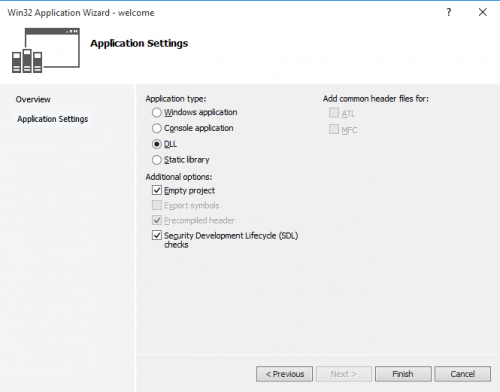 Win32 Application Wizard - welcome
?
Application Settings
Overview
Application Settings
Application type:
Windows application
Console application
DLL
Static library
Additional options:
Empty project
Export symbols
Precompiled header
Security Development Lifecycle (SDL)
checks
Add common header files for:
ATL
MFC
< Previous
Next >
Finish
Cancel